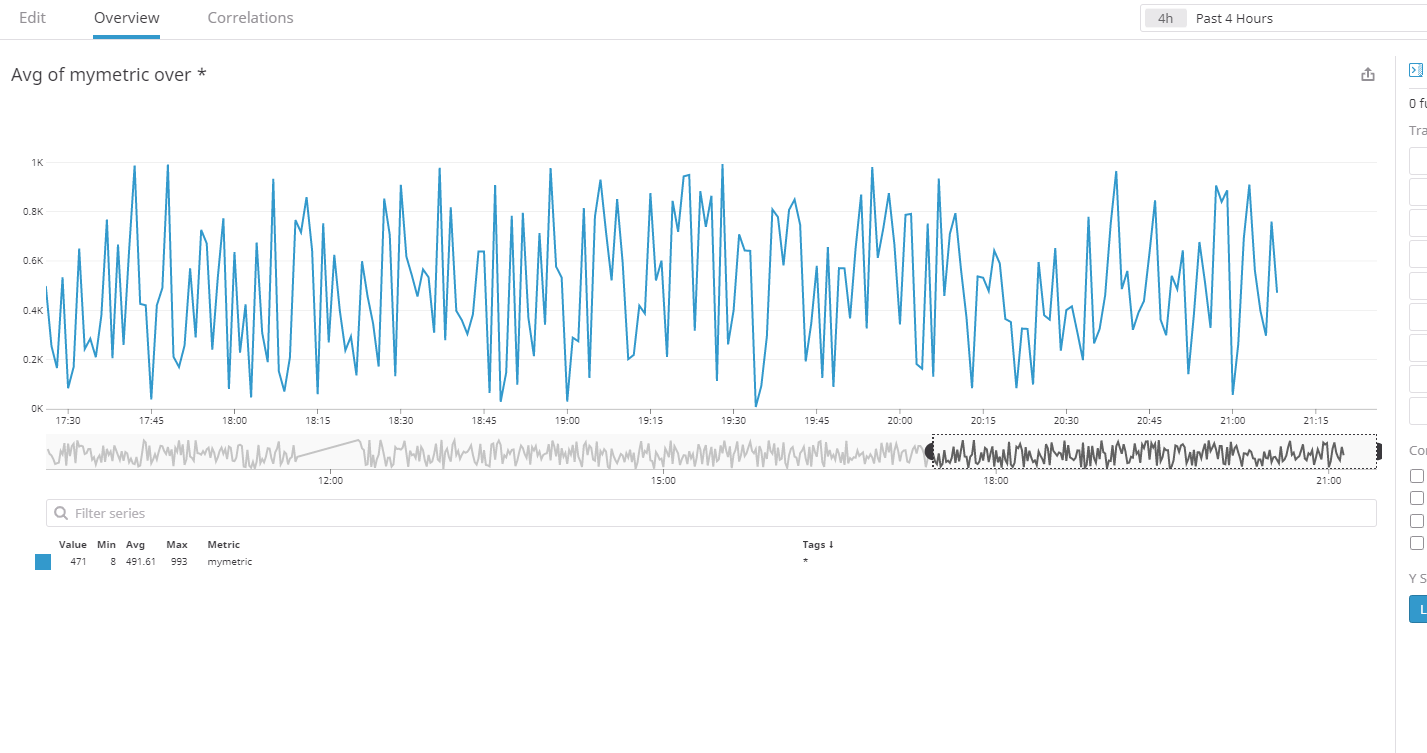 Edit Overview Correlations 4h Past 4 Hours
Avg of mymetric over *
0 fu
Tra
1K
0.8K
0.6K
0.4K
0.2K
0K
17:30 17:45 18:00 18:15 18:30 18:45 19:00 19:15 19:30 19:45 20:00 20:15 20:30 20:45 21:00 21:15
12:00 15:00 18:00 21:00
Con
Filter series
Value Min Avg Max Metric Tags ↓
471 8 491.61 993 mymetric *
Y S
L